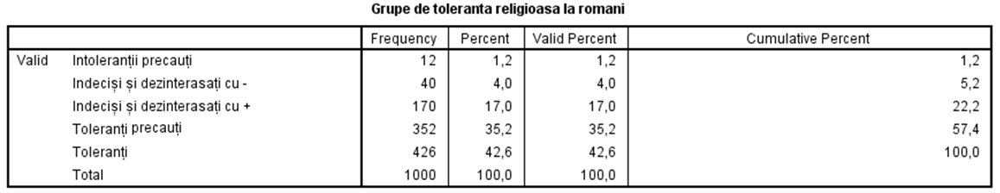 Grupe de toleranta religioasa la romani
Frequency Percent Valid Percent Cumulative Percent
Valid Intoleranții precauți 12 1,2 1,2 1,2
Indeciși și dezinterasați cu - 40 4,0 4,0 5,2
Indeciși și dezinterasați cu + 170 17,0 17,0 22,2
Toleranți precauți 352 35,2 35,2 57,4
Toleranți 426 42,6 42,6 100,0
Total 1000 100,0 100,0